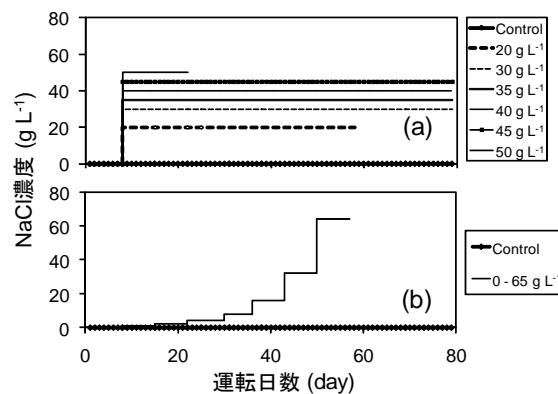 80
60
40
20
0
(a)
Control
20 g L-1
30 g L-1
35 g L-1
40 g L-1
45 g L-1
50 g L-1
NaCl濃度 (g L-1)
80
60
40
20
0
(b)
Control
0 - 65 g L-1
0 20 40 60 80
運転日数 (day)